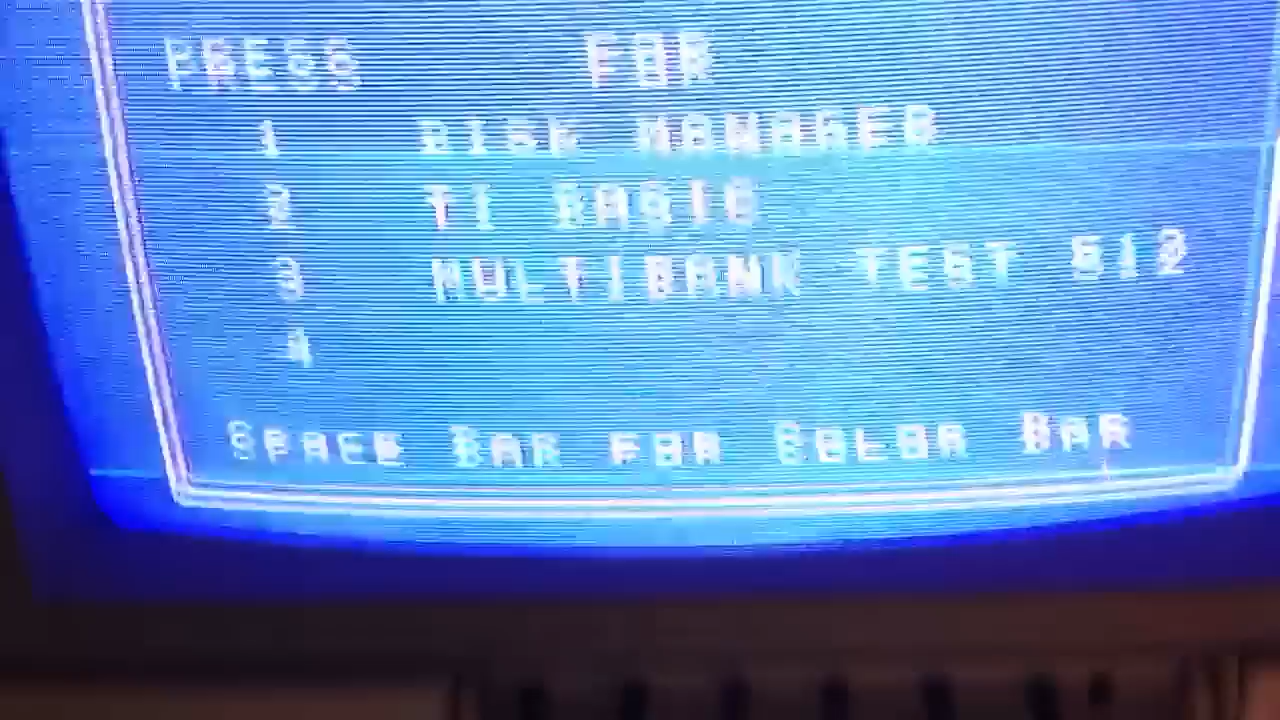 PRESS FOR
1 DISK MANAGER
2 TI BASIC
3 MULTIBANK TEST 512
4
SPACE BAR FOR COLOR BAR